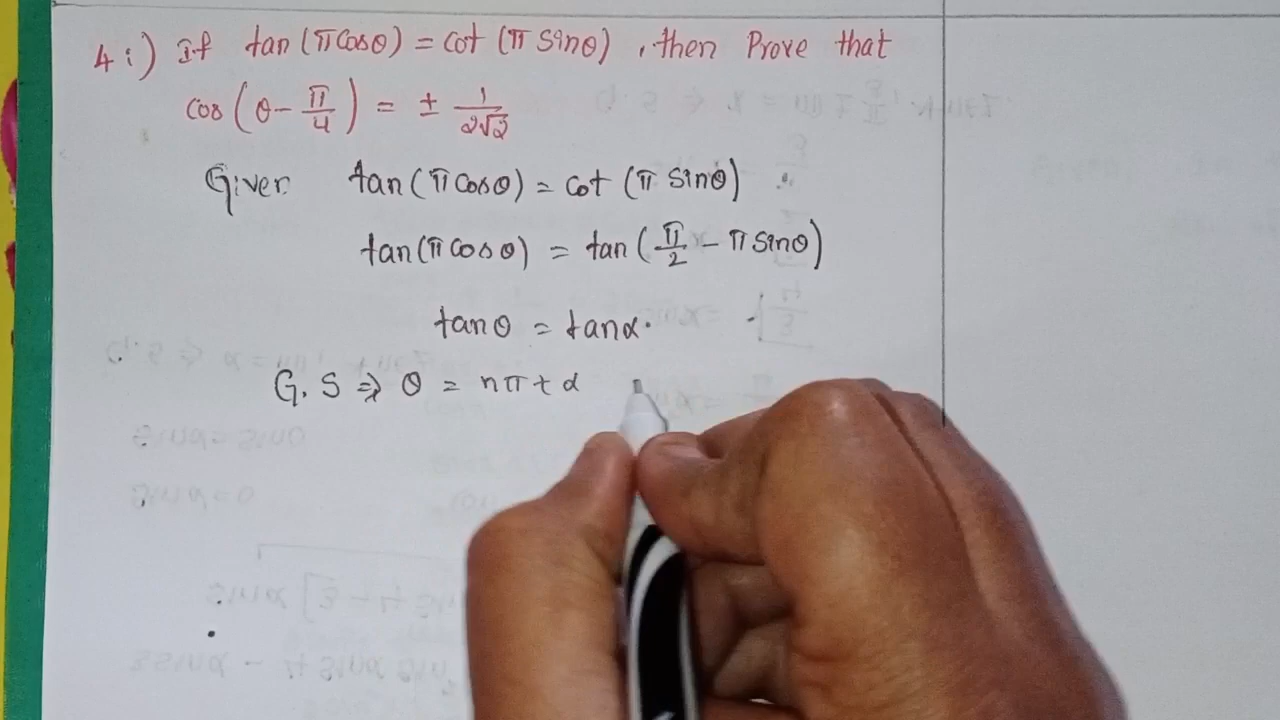 4 i) If tan (π cosθ) = cot (π sinθ) , then Prove that
cos (θ - π/4) = ± 1/2√2
Given tan (π cosθ) = cot (π sinθ)
tan (π cosθ) = tan (π/2 - π sinθ)
tanθ = tanα.
G. S ⇒ θ = nπ + α